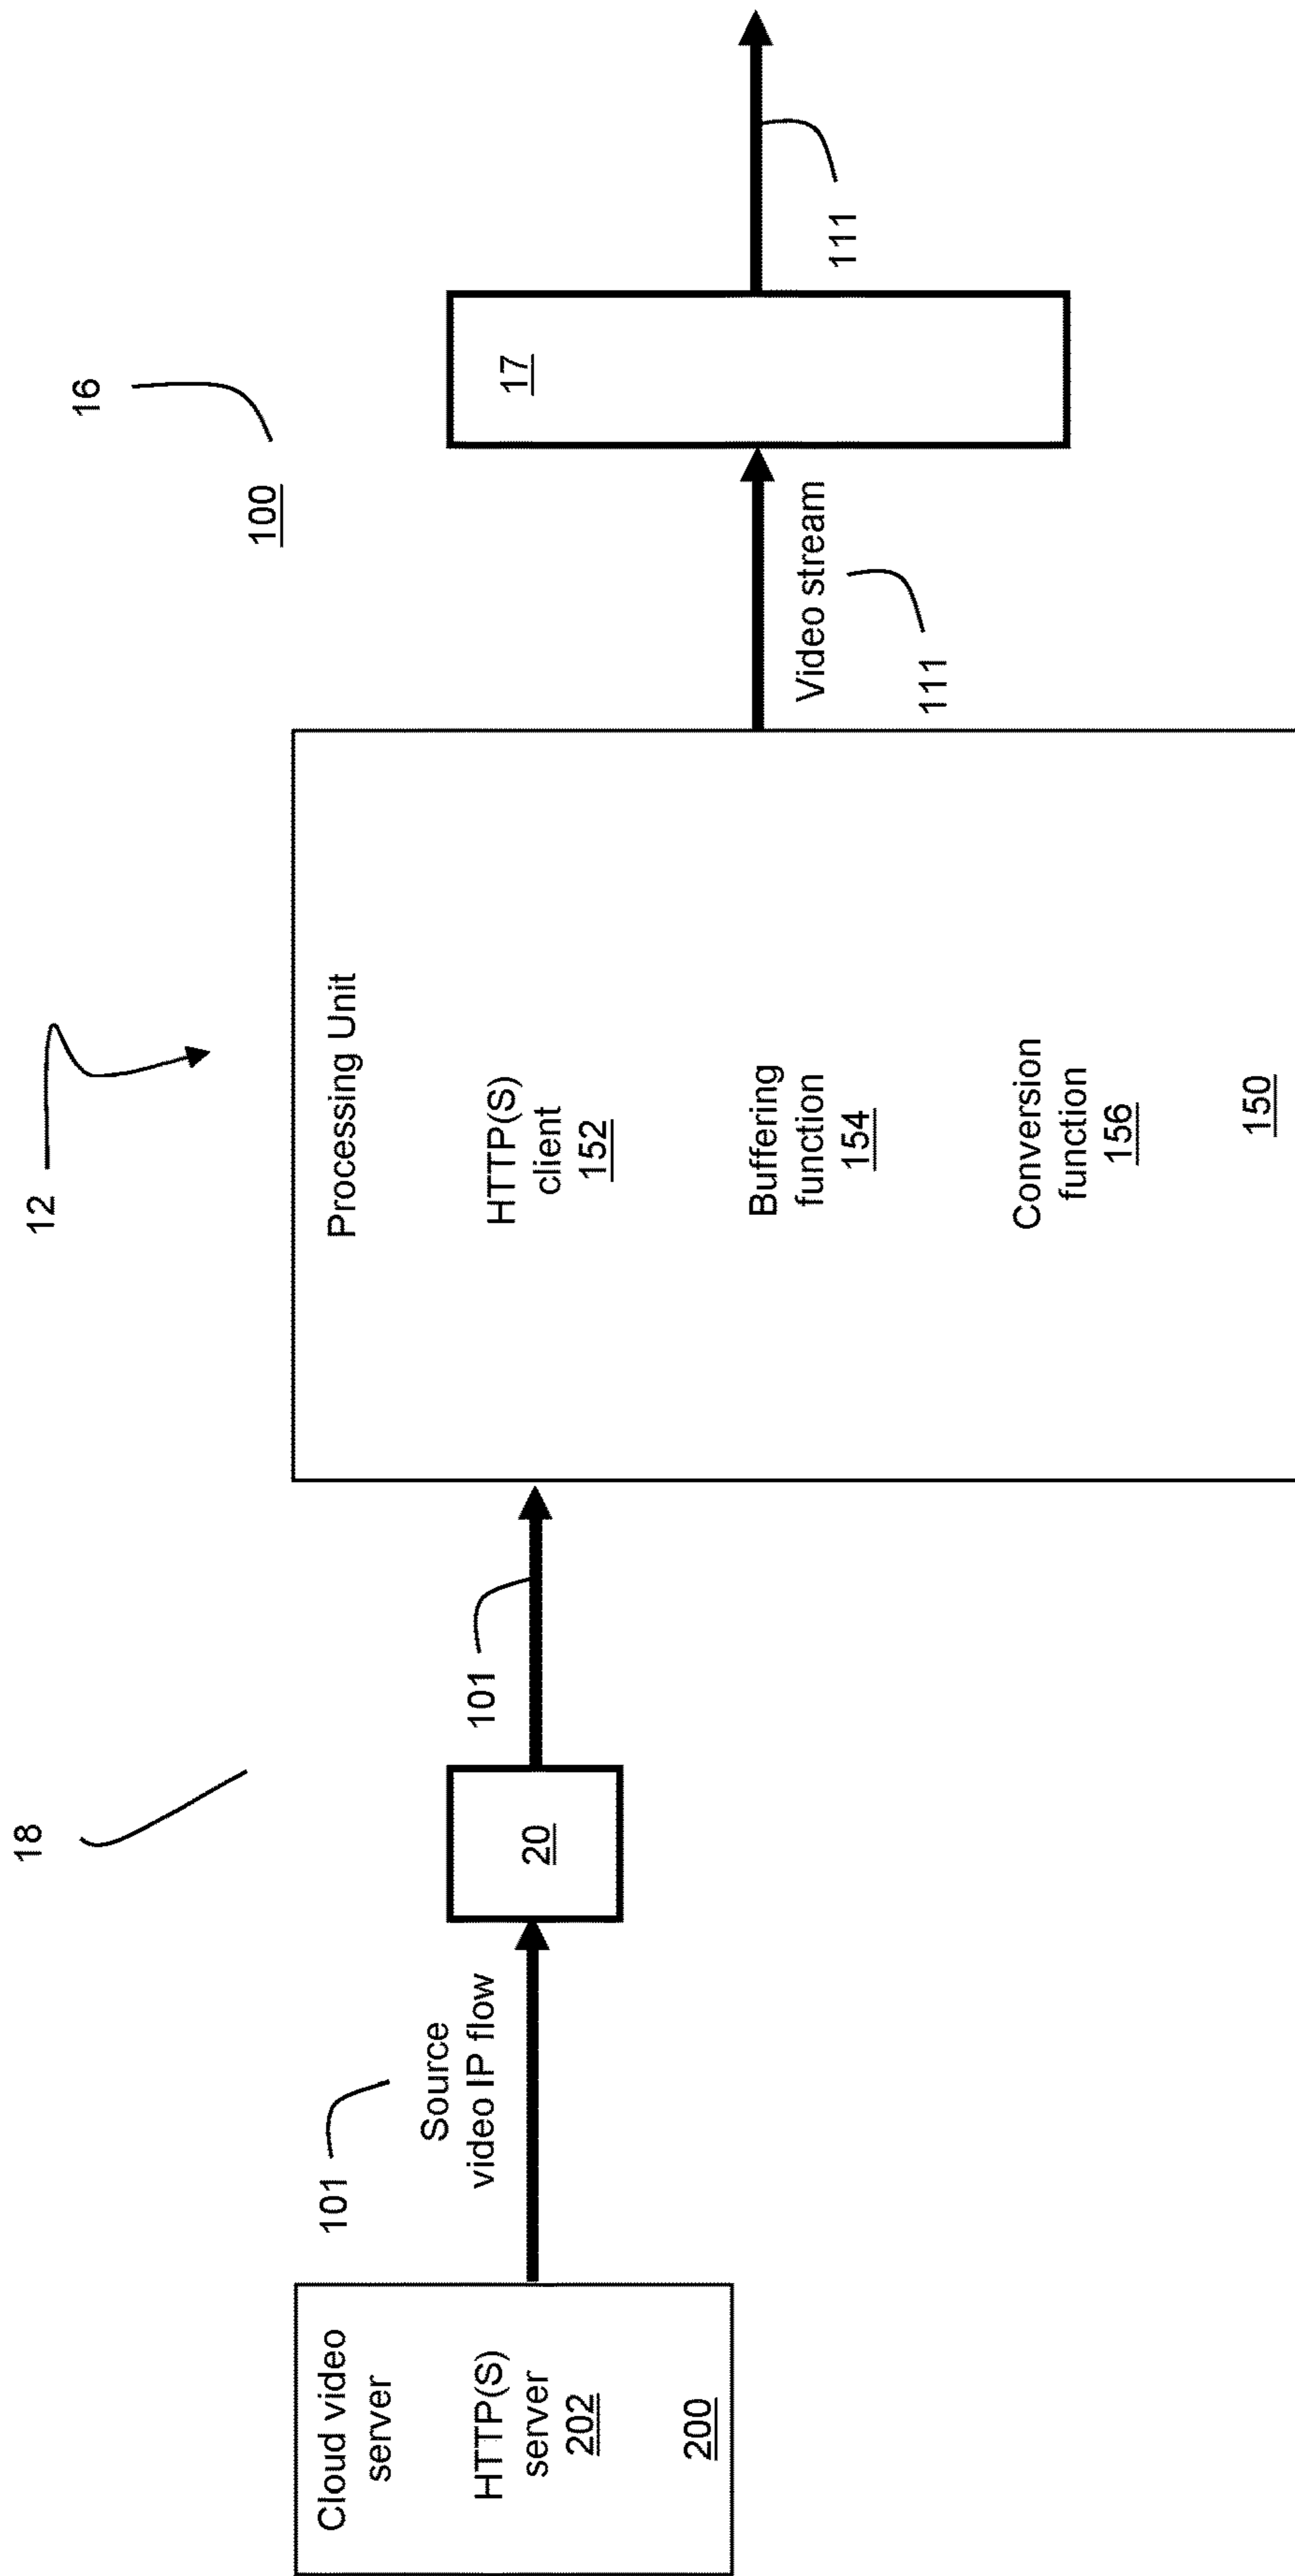 12
16
18
100
Cloud video
server
HTTP(S)
server
202
200
101
Source
video IP flow
20
101
Processing Unit
HTTP(S)
client
152
Buffering
function
154
Conversion
function
156
150
Video stream
111
17
111